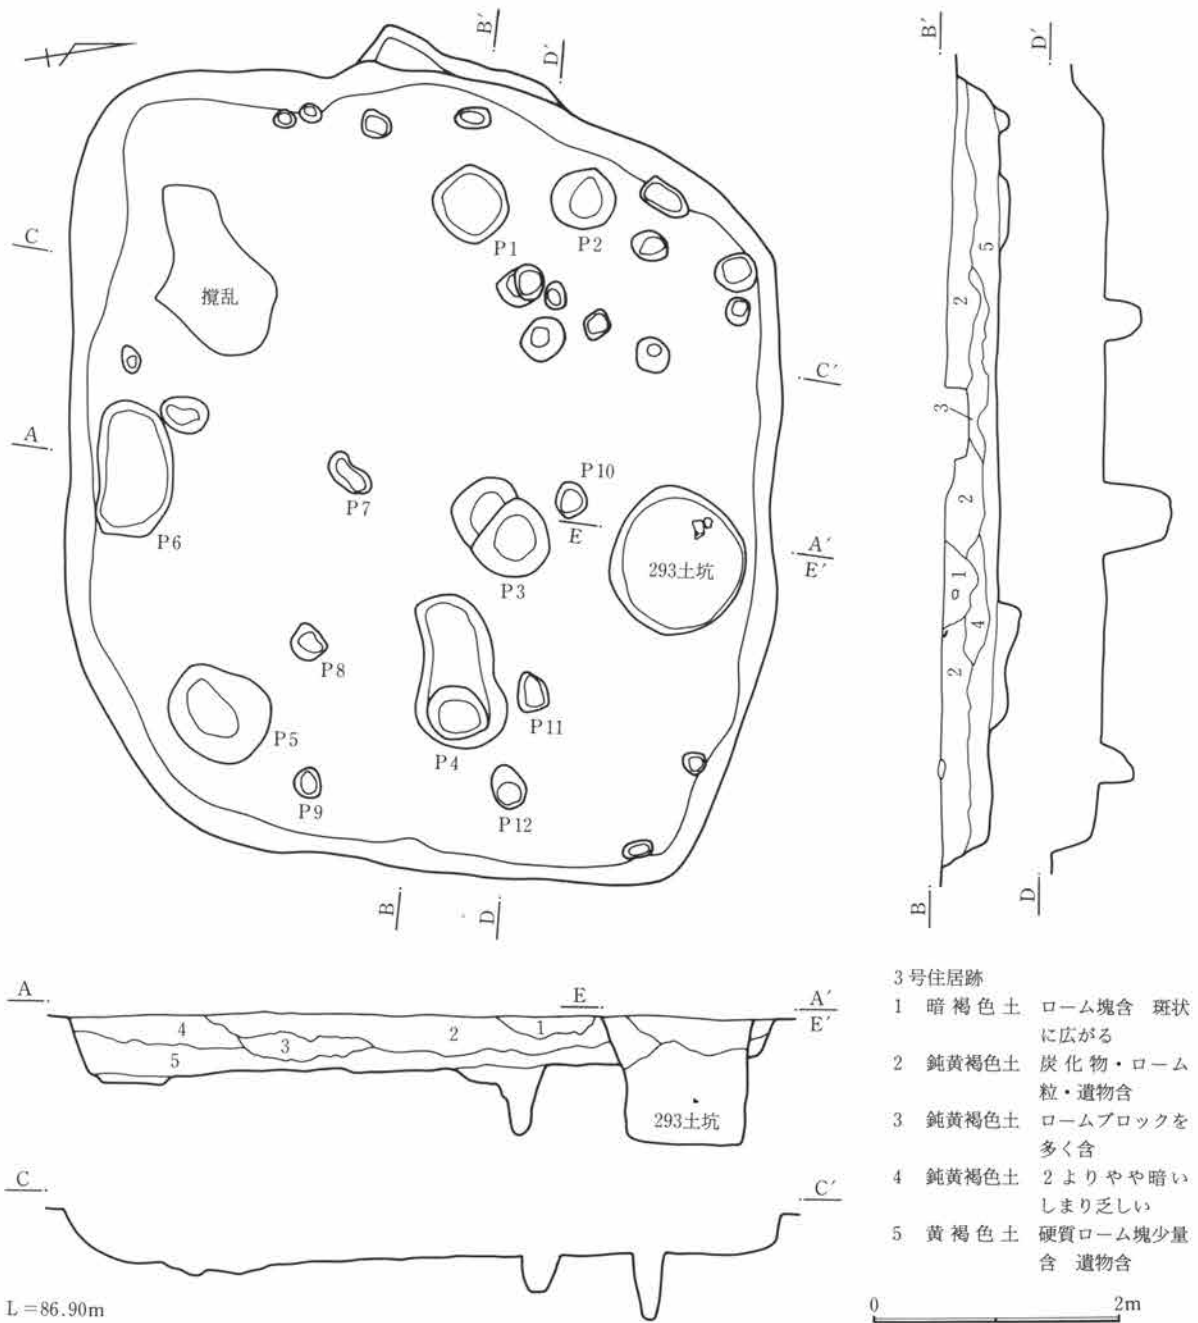 B′
D′
B′
D′
C
P1
P2
撹乱
C′
A
P10
E
P7
P6
A′
E′
P3
293土坑
P8
P5
P11
P4
P9
P12
B
D
5
2
3
2
1
4
2
B
D
A
E
A′
E′
4
3
2
1
5
293土坑
C
C′
L=86.90m
3号住居跡
1 暗褐色土 ローム塊含 斑状
に広がる
2 鈍黄褐色土 炭化物・ローム
粒・遺物含
3 鈍黄褐色土 ロームブロックを
多く含
4 鈍黄褐色土 2よりやや暗い
しまり乏しい
5 黄褐色土 硬質ローム塊少量
含 遺物含
0 2m